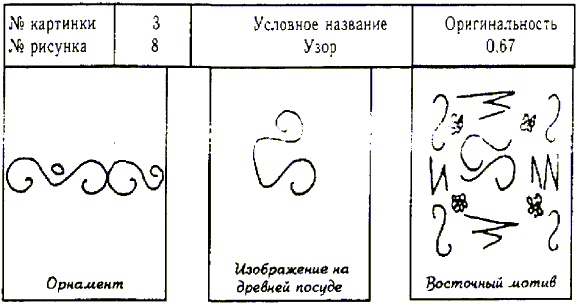 № картинки 3 Условное название Оригинальность
№ рисунка 8 Узор 0.67
Орнамент
Изображение на
древней посуде
Восточный мотив